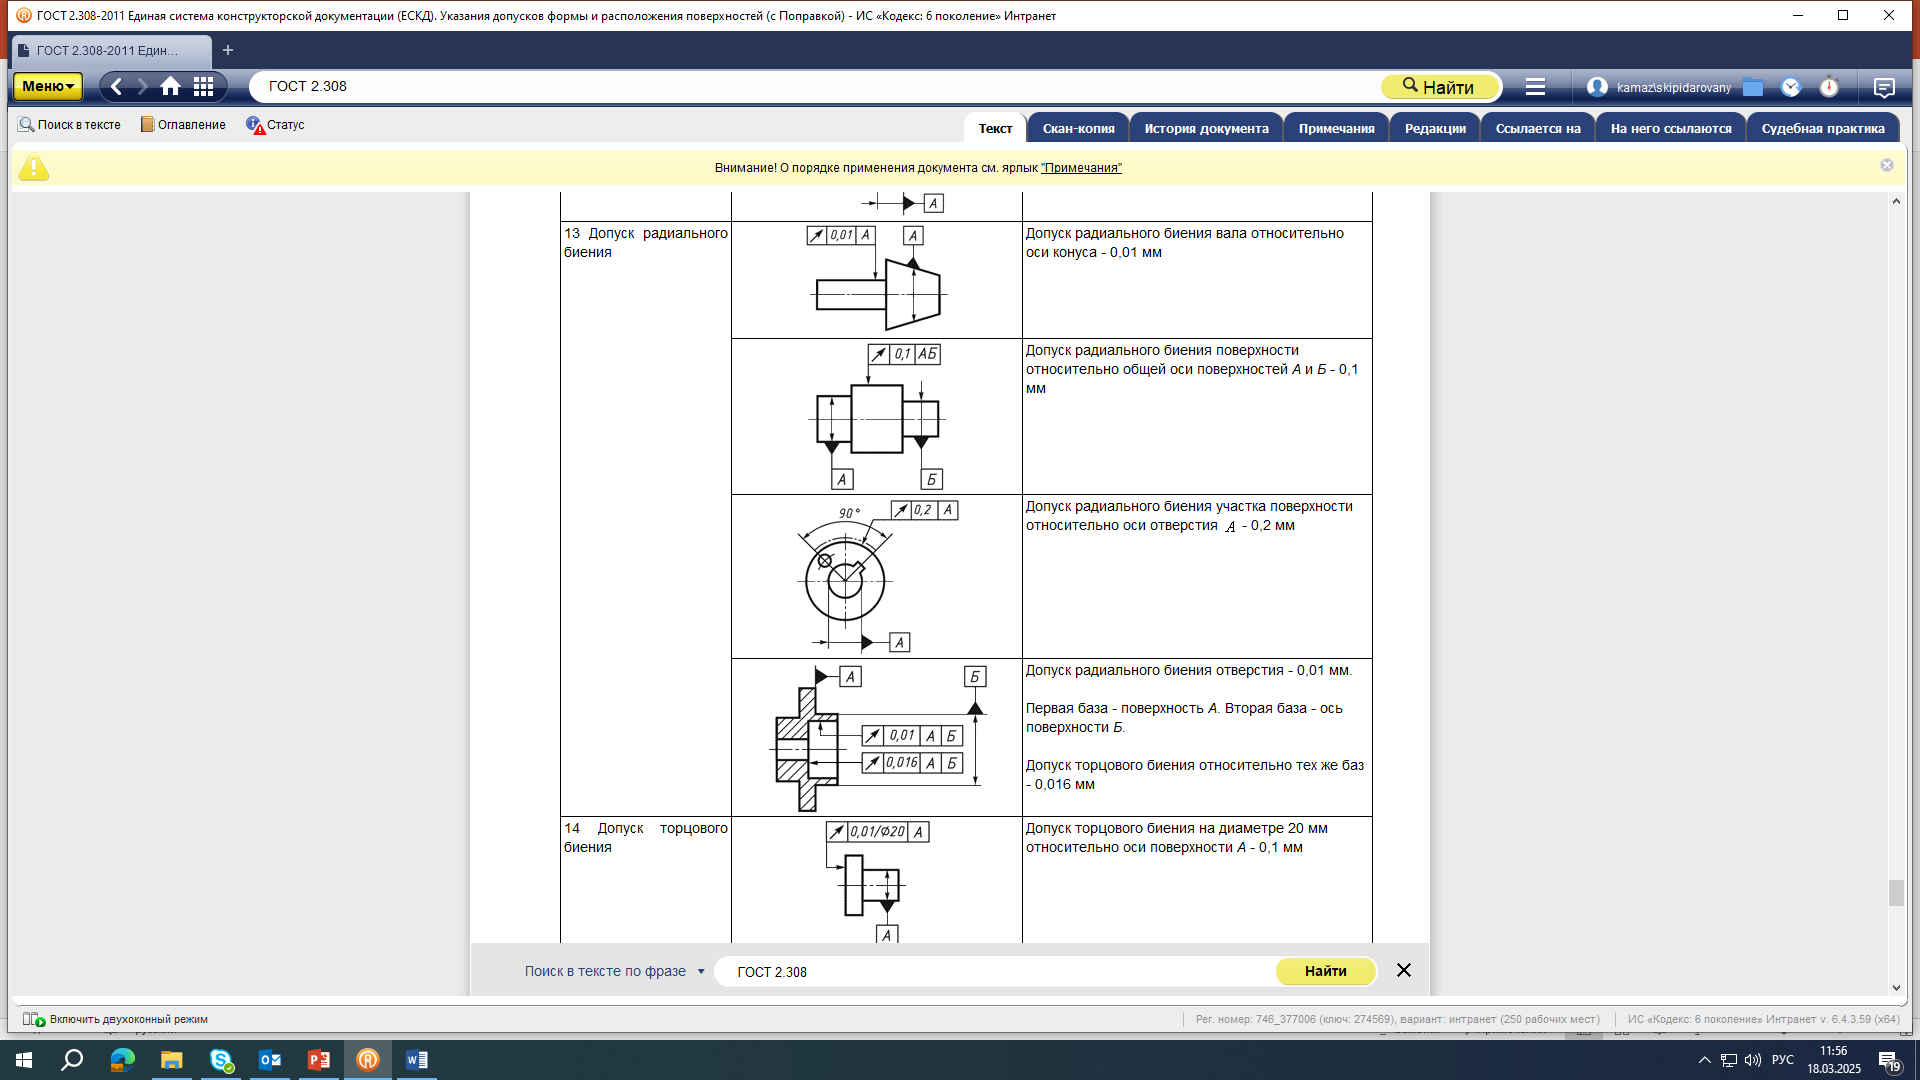 ГОСТ 2.308-2011 Единая система конструкторской документации (ЕСКД). Указания допусков формы и расположения поверхностей (с Поправкой) - ИС «Кодекс: 6 поколение» Интранет
ГОСТ 2.308-2011 Един...
Меню
ГОСТ 2.308
Найти
kamaz\skipidarovany
Поиск в тексте
Оглавление
Статус
Текст
Скан-копия
История документа
Примечания
Редакции
Ссылается на
На него ссылаются
Судебная практика
Внимание! О порядке применения документа см. ярлык "Примечания"
А
13 Допуск радиального
биения
0,01 А
А
Допуск радиального биения вала относительно
оси конуса - 0,01 мм
0,1 АБ
А
Б
Допуск радиального биения поверхности
относительно общей оси поверхностей А и Б - 0,1
мм
90°
0,2 А
А
Допуск радиального биения участка поверхности
относительно оси отверстия А - 0,2 мм
А
Б
0,01 А Б
0,016 А Б
Допуск радиального биения отверстия - 0,01 мм.
Первая база - поверхность А. Вторая база - ось
поверхности Б.
Допуск торцового биения относительно тех же баз
- 0,016 мм
14 Допуск торцового
биения
0,01/Ø20 А
А
Допуск торцового биения на диаметре 20 мм
относительно оси поверхности А - 0,1 мм
Поиск в тексте по фразе
ГОСТ 2.308
Найти
Включить двухоконный режим
Рег. номер: 746_377006 (ключ: 274569), вариант: интранет (250 рабочих мест)
ИС «Кодекс: 6 поколение» Интранет v. 6.4.3.59 (x64)
РУС
11:56
18.03.2025
19